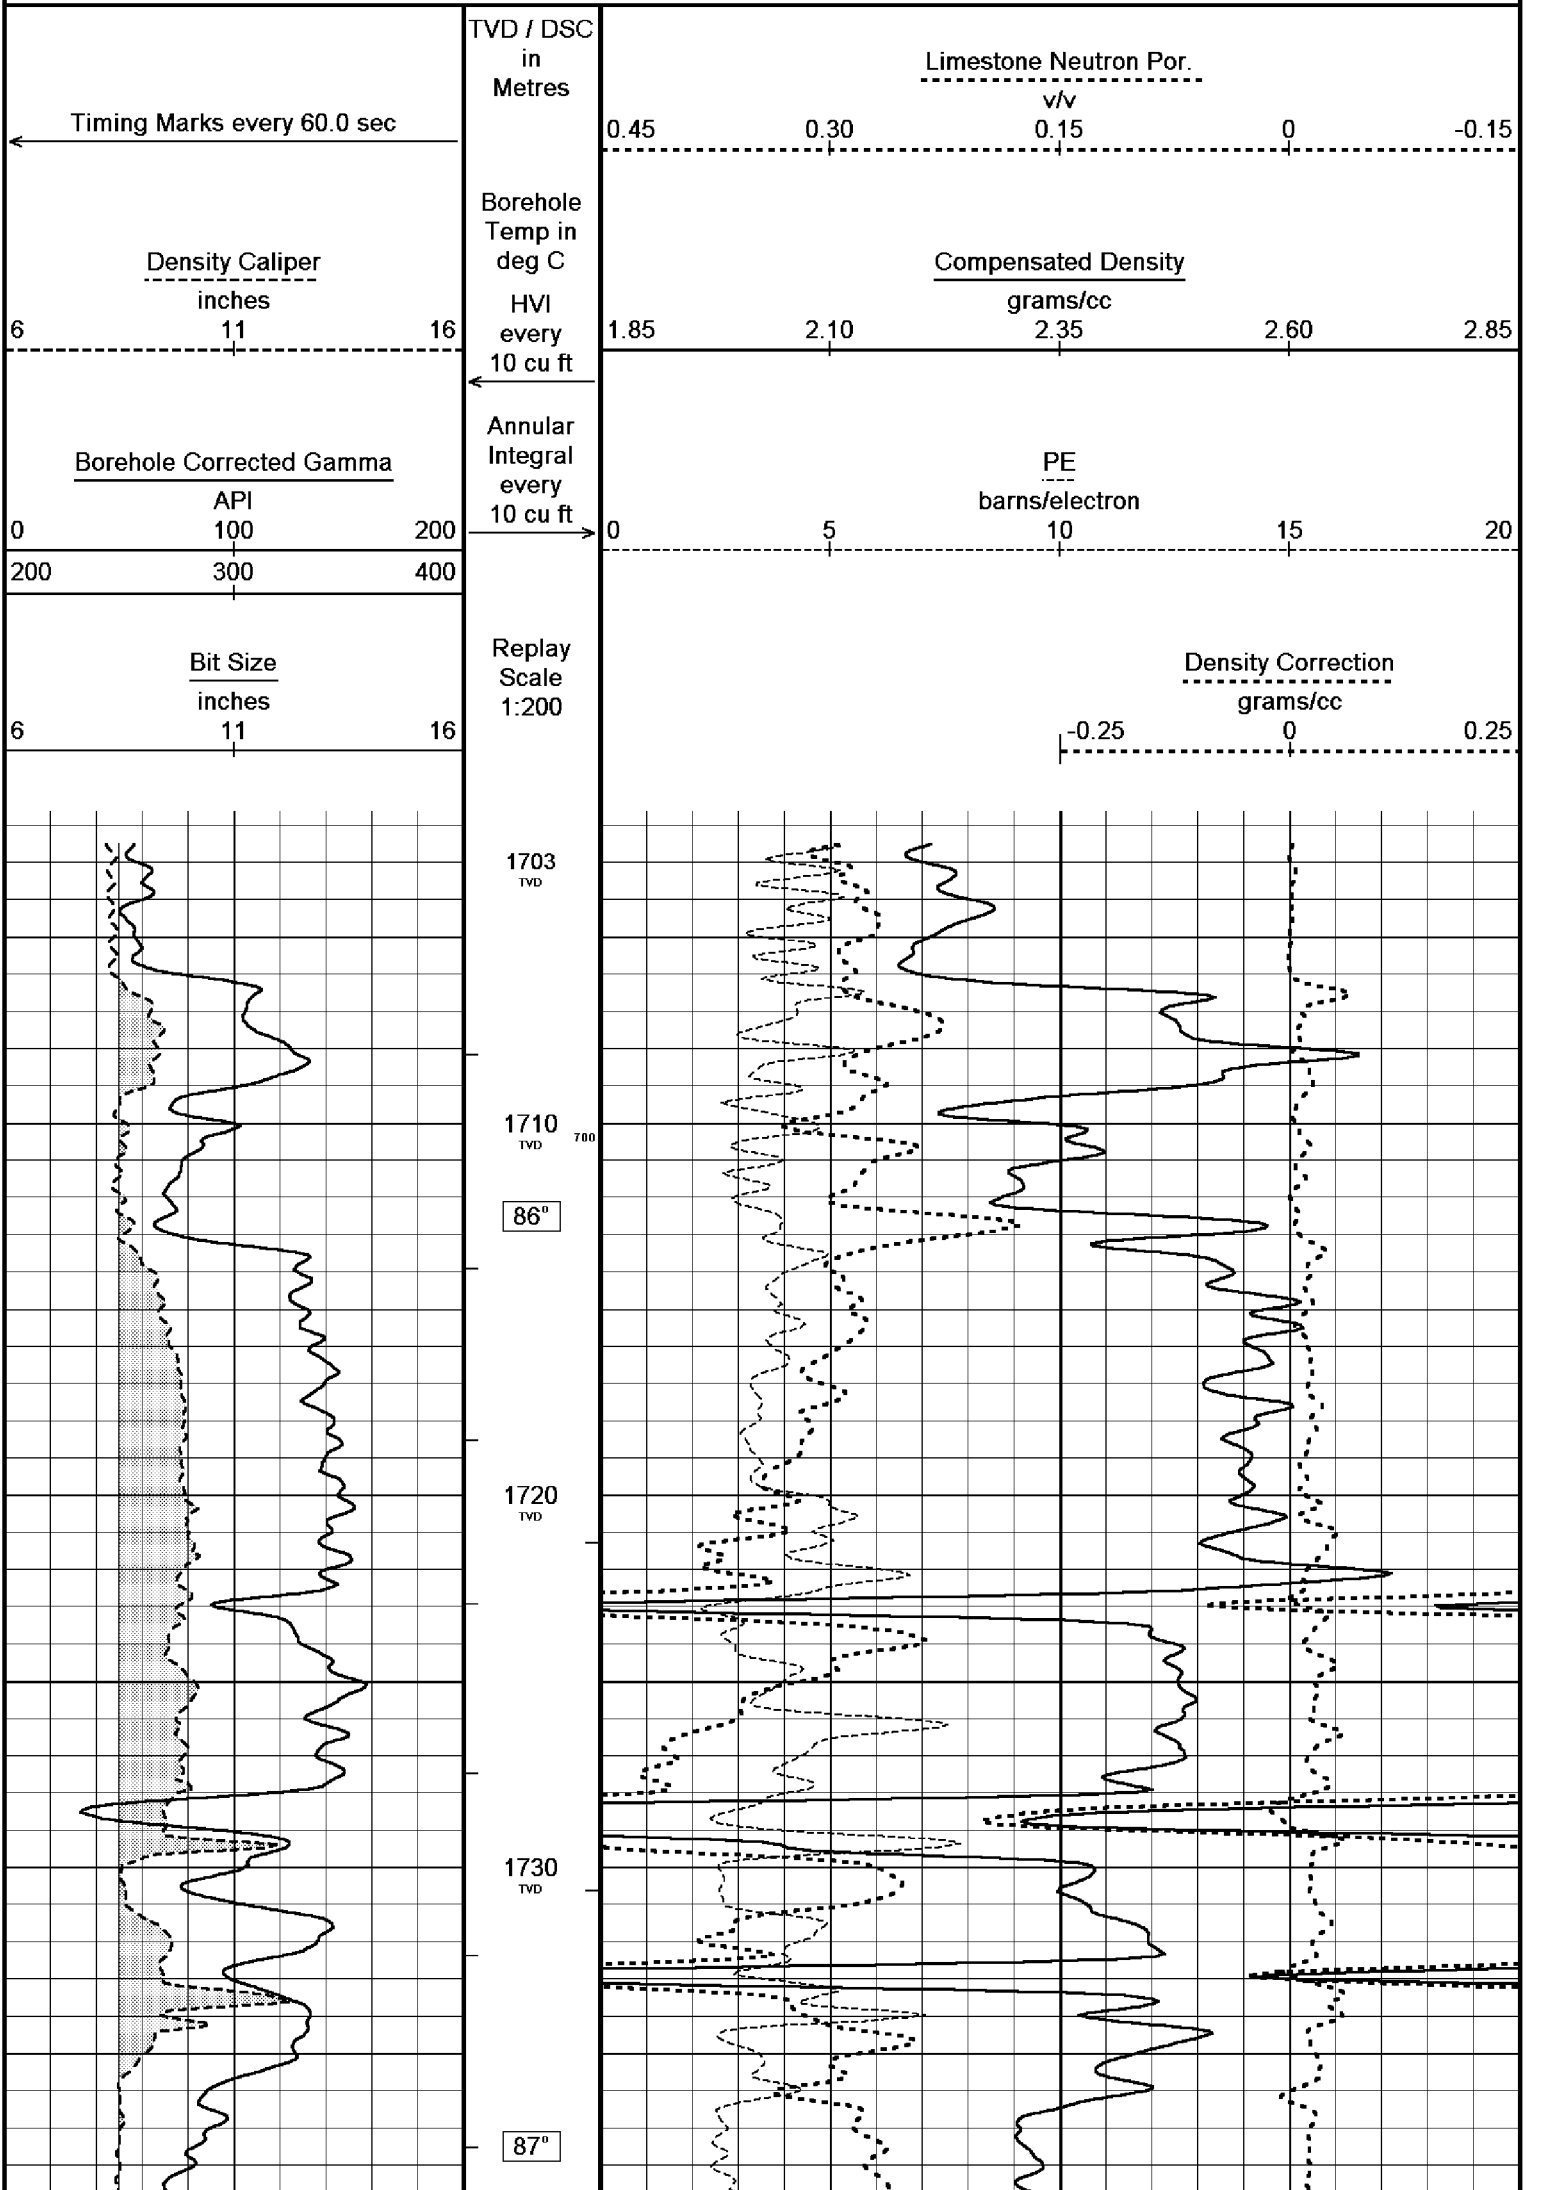 TVD / DSC
in
Metres
Limestone Neutron Por.
v/v
Timing Marks every 60.0 sec
0.45 0.30 0.15 0 -0.15
Borehole
Temp in
deg C
Density Caliper
inches
Compensated Density
grams/cc
HVI
every
10 cu ft
6 11 16
1.85 2.10 2.35 2.60 2.85
Annular
Integral
every
10 cu ft
Borehole Corrected Gamma
API
PE
barns/electron
0 100 200
0 5 10 15 20
200 300 400
Replay
Scale
1:200
Bit Size
inches
Density Correction
grams/cc
6 11 16
-0.25 0 0.25
1703
TVD
1710
TVD
700
86°
1720
TVD
1730
TVD
87°